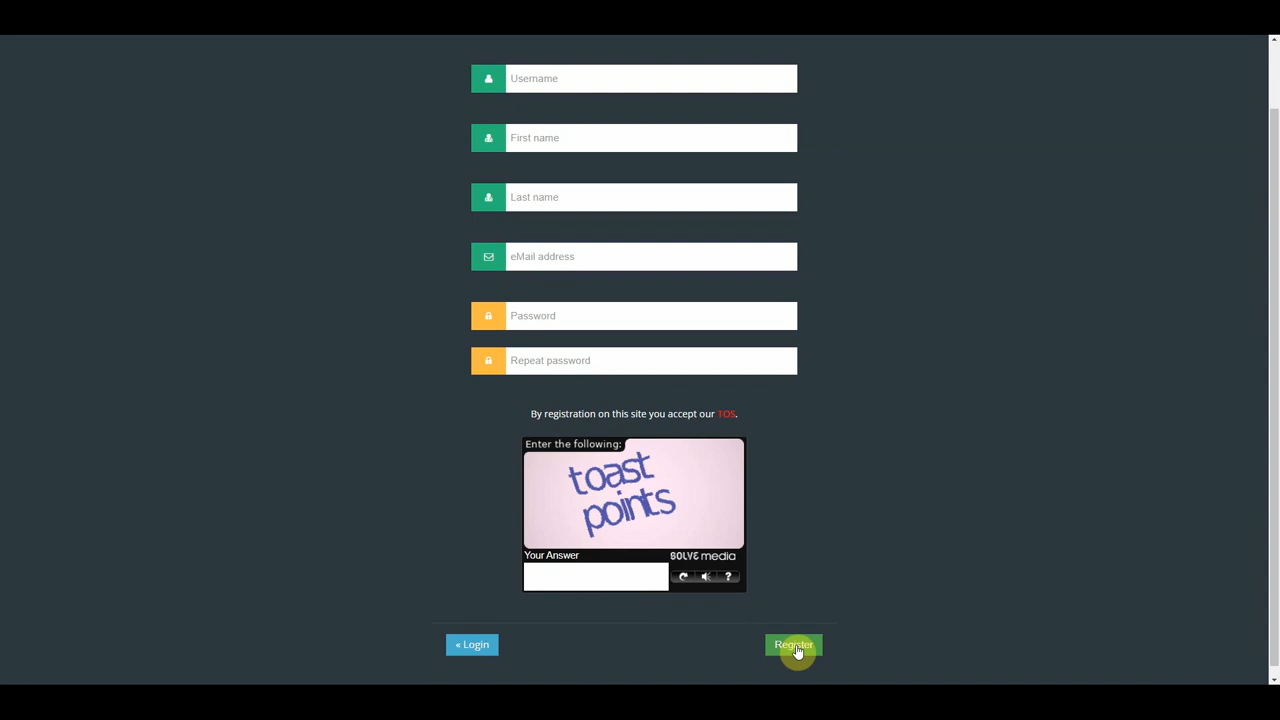 Username
First name
Last name
eMail address
Password
Repeat password
By registration on this site you accept our TOS.
Enter the following:
toast
points
Your Answer
SOLVE media
?
« Login
Register